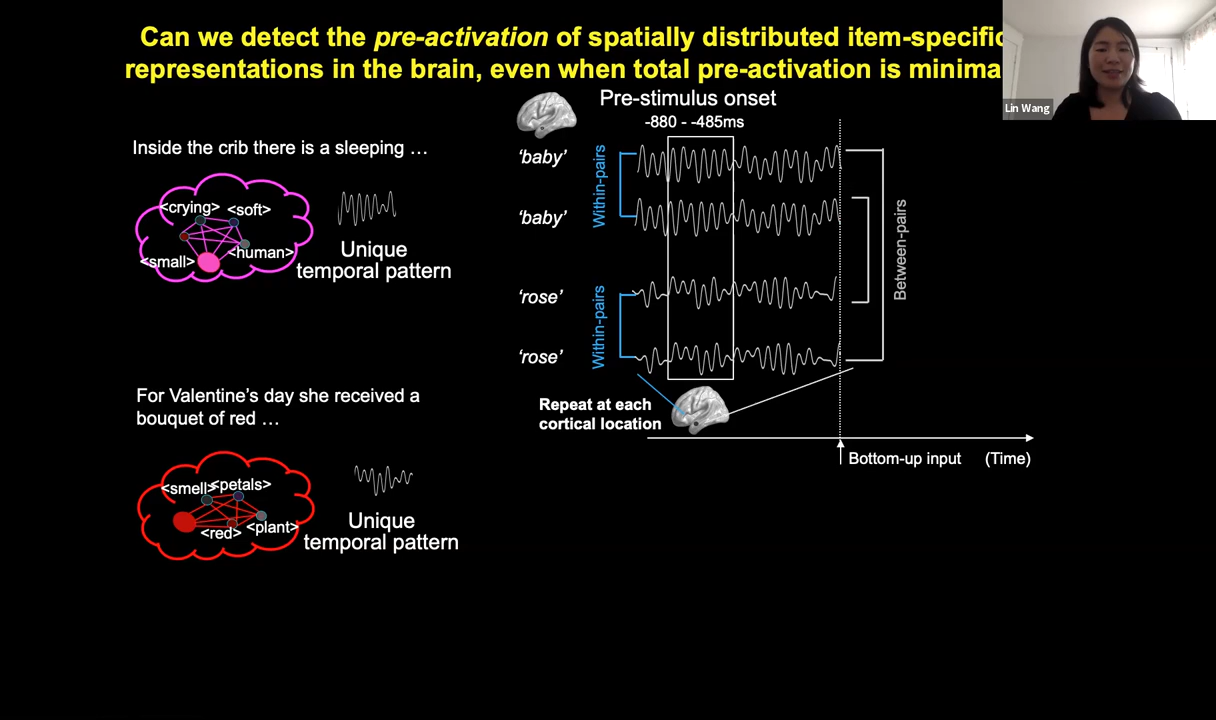 Can we detect the pre-activation of spatially distributed item-specific
representations in the brain, even when total pre-activation is minima
Lin Wang
Pre-stimulus onset
-880 - -485ms
Inside the crib there is a sleeping …
<crying> <soft>
<small> <human>
Unique
temporal pattern
'baby'
'baby'
Within-pairs
'rose'
'rose'
Within-pairs
Between-pairs
Repeat at each
cortical location
Bottom-up input (Time)
For Valentine's day she received a
bouquet of red …
<smell> <petals>
<red> <plant>
Unique
temporal pattern